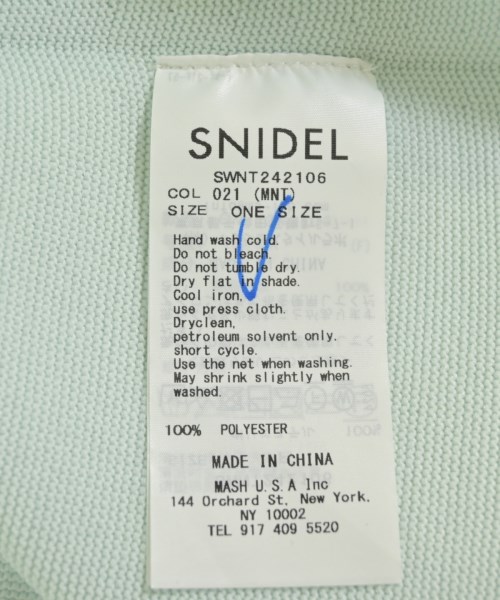 SNIDEL
SWNT242106
COL 021 (MNT)
SIZE ONE SIZE
Hand wash cold.
Do not bleach.
Do not tumble dry.
Dry flat in shade.
Cool iron,
use press cloth.
Dryclean,
petroleum solvent only.
short cycle.
Use the net when washing.
May shrink slightly when
washed.
100% POLYESTER
MADE IN CHINA
MASH U.S.A Inc
144 Orchard St, New York.
NY 10002
TEL 917 409 5520